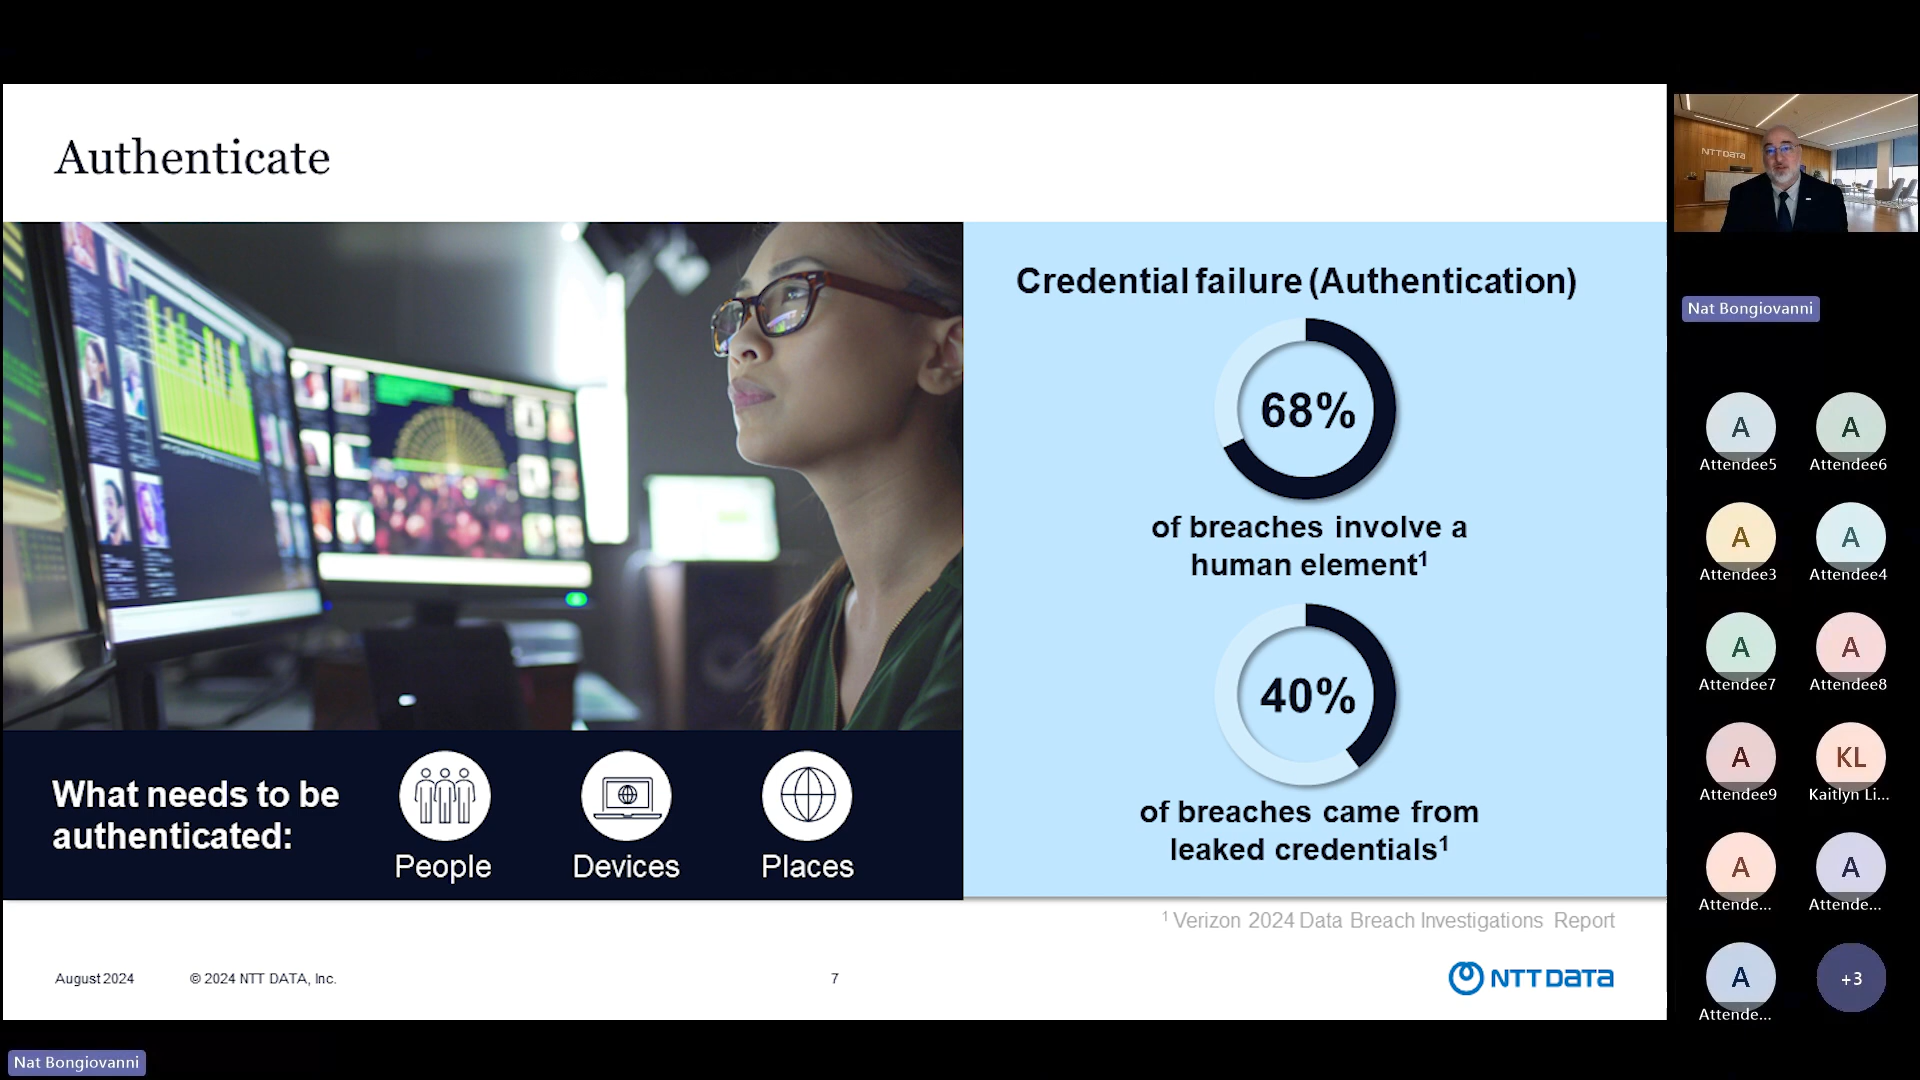 Authenticate
NTT DATA
Nat Bongiovanni
Credential failure (Authentication)
68%
of breaches involve a
human element¹
40%
of breaches came from
leaked credentials¹
What needs to be
authenticated:
People
Devices
Places
¹ Verizon 2024 Data Breach Investigations Report
August 2024
© 2024 NTT DATA, Inc.
7
NTT DATA
A
Attendee5
A
Attendee6
A
Attendee3
A
Attendee4
A
Attendee7
A
Attendee8
A
Attendee9
KL
Kaitlyn Li...
A
Attende...
A
Attende...
A
Attende...
+3
Nat Bongiovanni